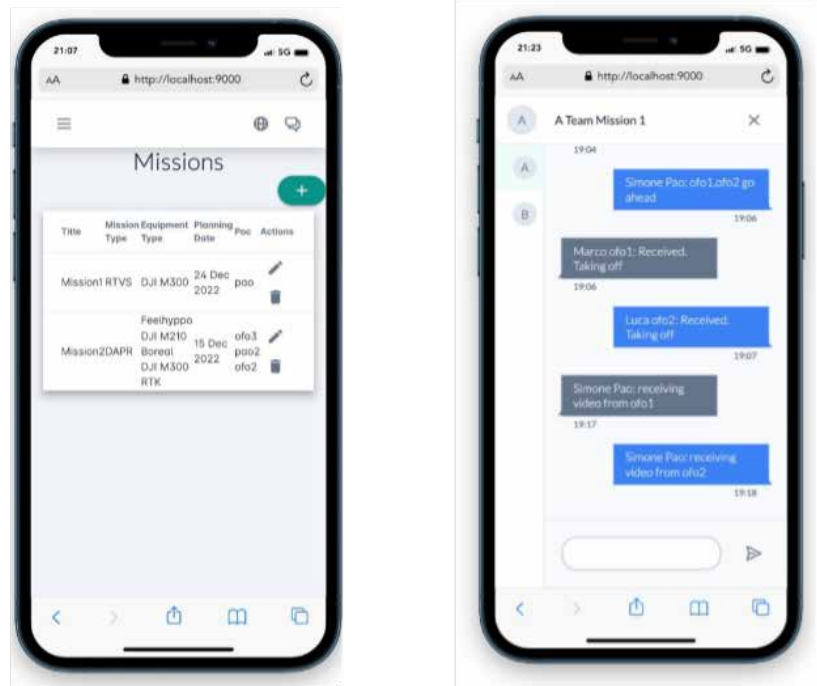 21:07
5G
AA
http://localhost:9000
Missions
+
Title Mission Type Equipment Type Planning Date Poc Actions
Mission1 RTVS DJI M300 24 Dec 2022 pao
Mission2 DAPR Feelhyppo DJI M210 Boreal DJI M300 RTK 15 Dec 2022 ofo3 pao2 ofo2
21:23
5G
AA
http://localhost:9000
A
A Team Mission 1
A
B
19:04
Simone Pao: ofo1,ofo2 go
ahead
19:06
Marco ofo1: Received.
Taking off
19:06
Luca ofo2: Received.
Taking off
19:07
Simone Pao: receiving
video from ofo1
19:17
Simone Pao: receiving
video from ofo2
19:18